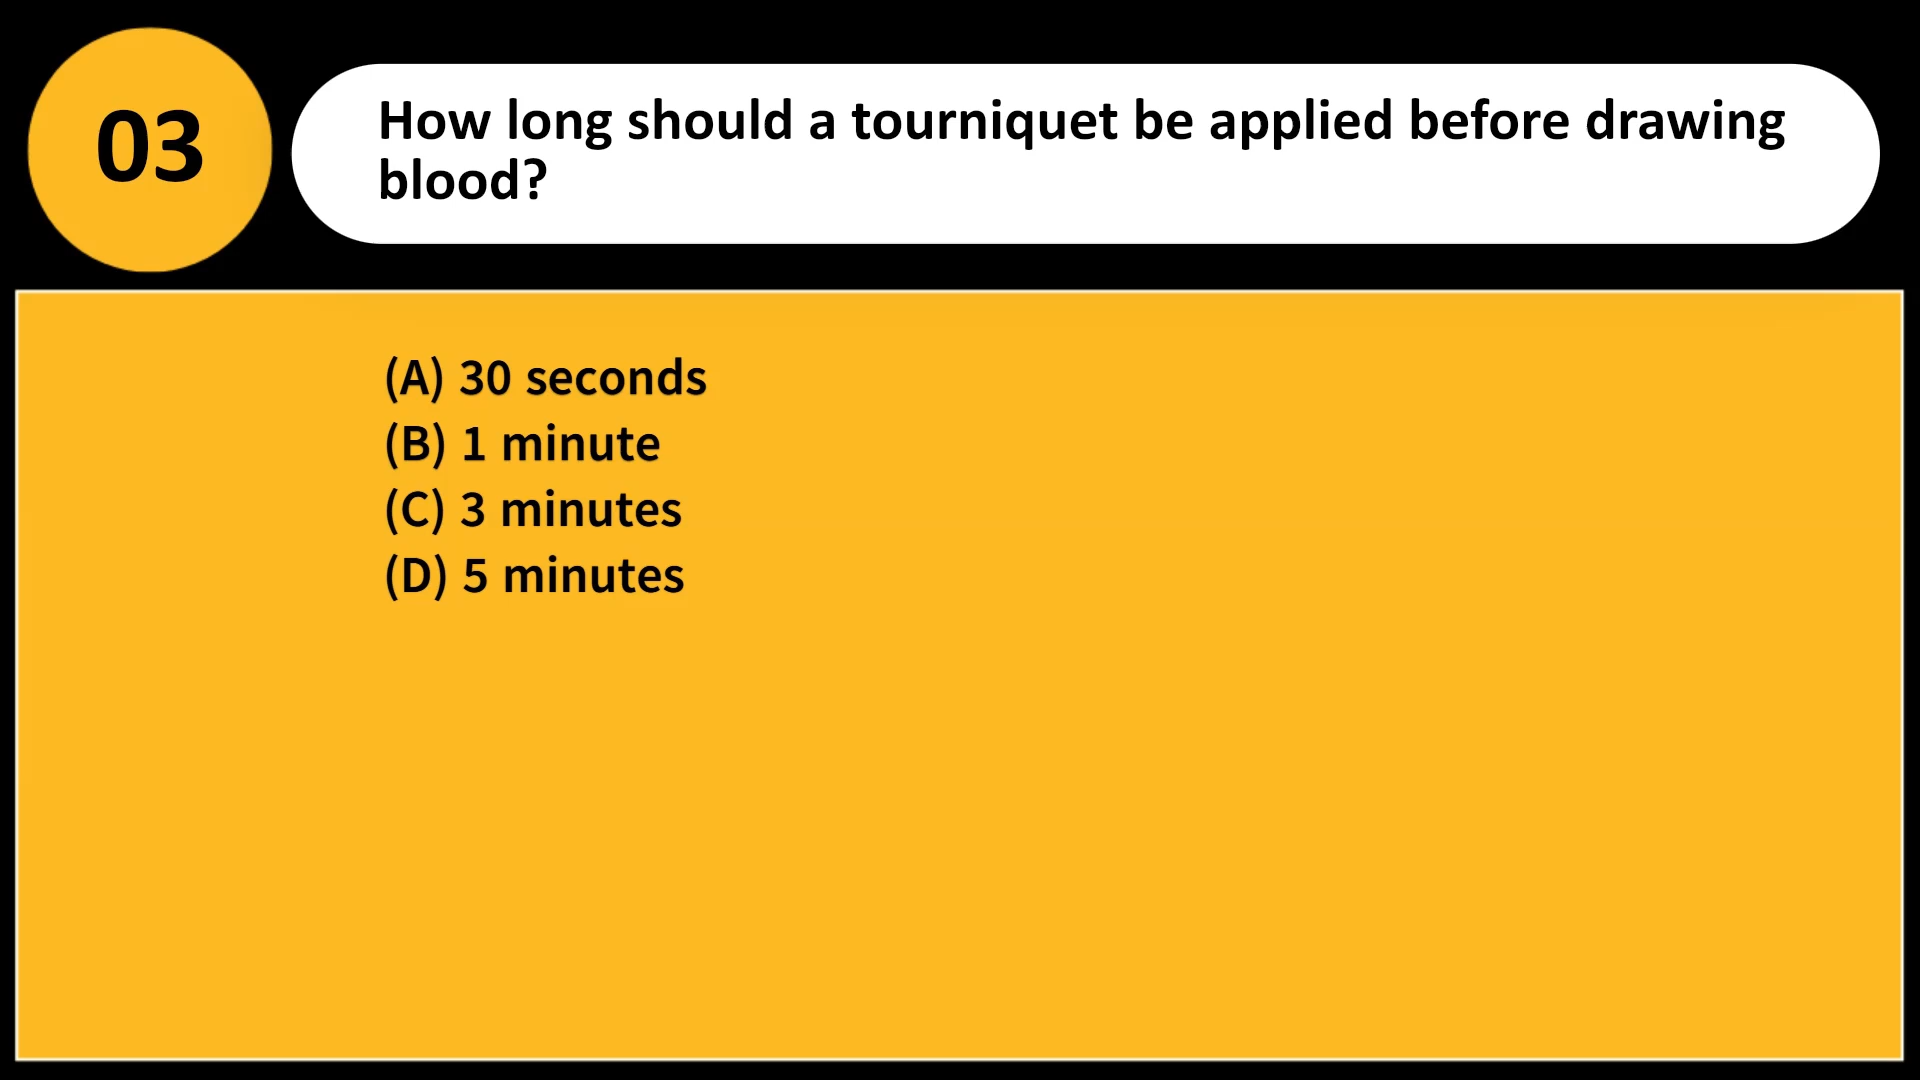 03
How long should a tourniquet be applied before drawing
blood?
(A) 30 seconds
(B) 1 minute
(C) 3 minutes
(D) 5 minutes